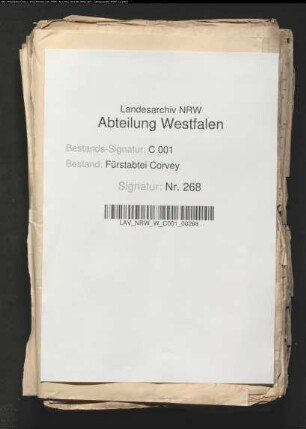 Landesarchiv NRW
Abteilung Westfalen
Bestands-Signatur: C 001
Bestand: Fürstabtei Corvey
Signatur: Nr. 268
LAV_NRW_W_C001_00268